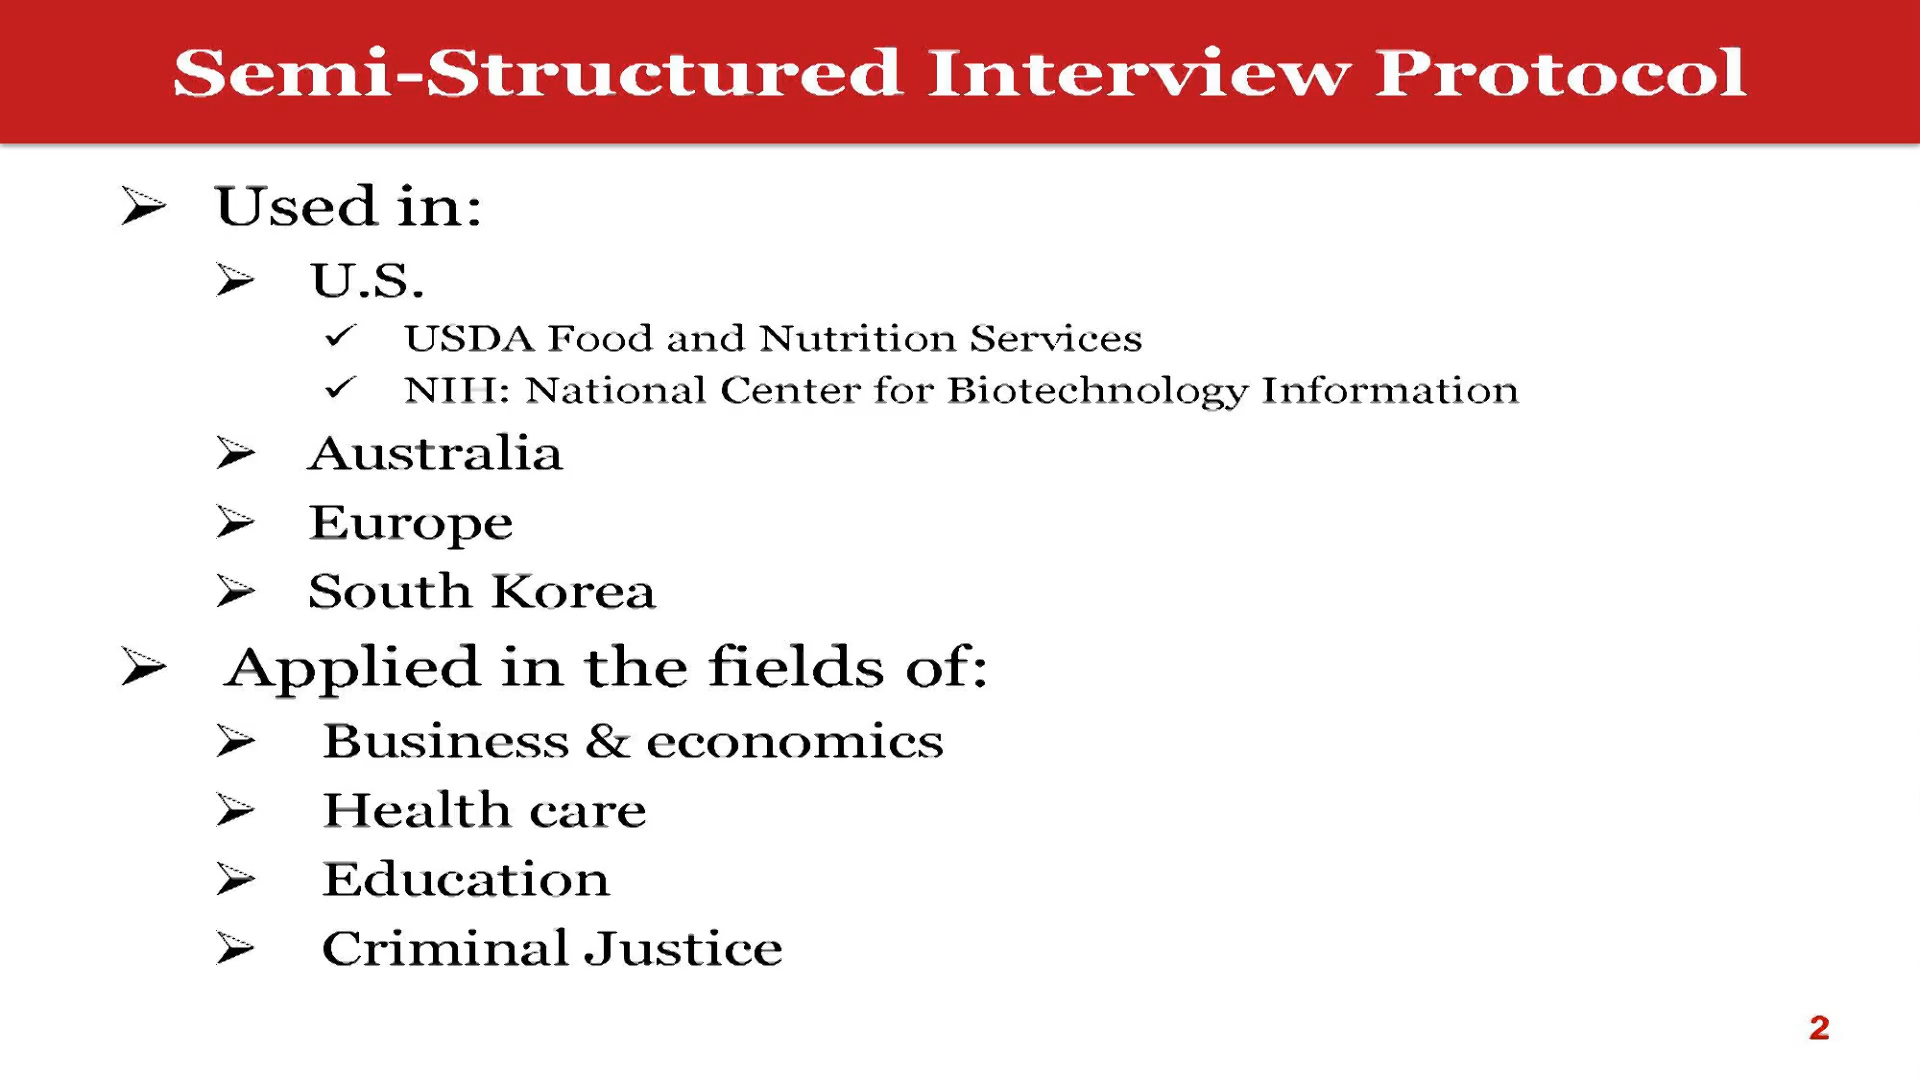 Semi-Structured Interview Protocol
Used in:
U.S.
USDA Food and Nutrition Services
NIH: National Center for Biotechnology Information
Australia
Europe
South Korea
Applied in the fields of:
Business & economics
Health care
Education
Criminal Justice
2